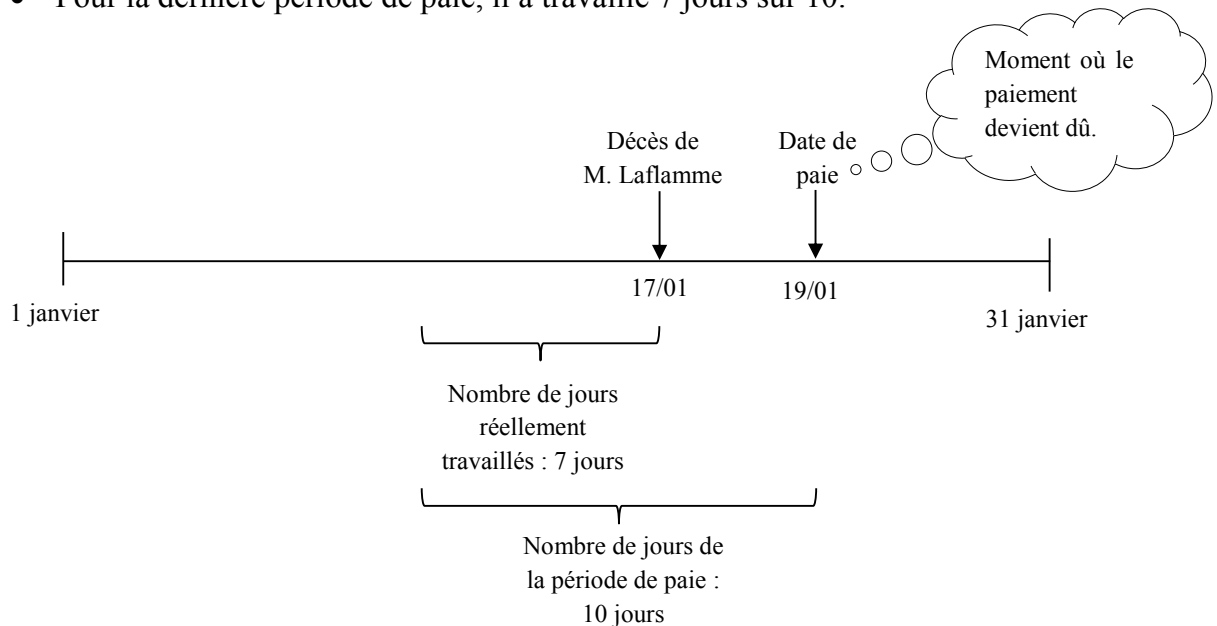 • Pour la dernière période de paie, il a travaillé 7 jours sur 10.
Moment où le
paiement
devient dû.
Décès de
M. Laflamme
Date de
paie
17/01
19/01
1 janvier
31 janvier
Nombre de jours
réellement
travaillés : 7 jours
Nombre de jours de
la période de paie :
10 jours